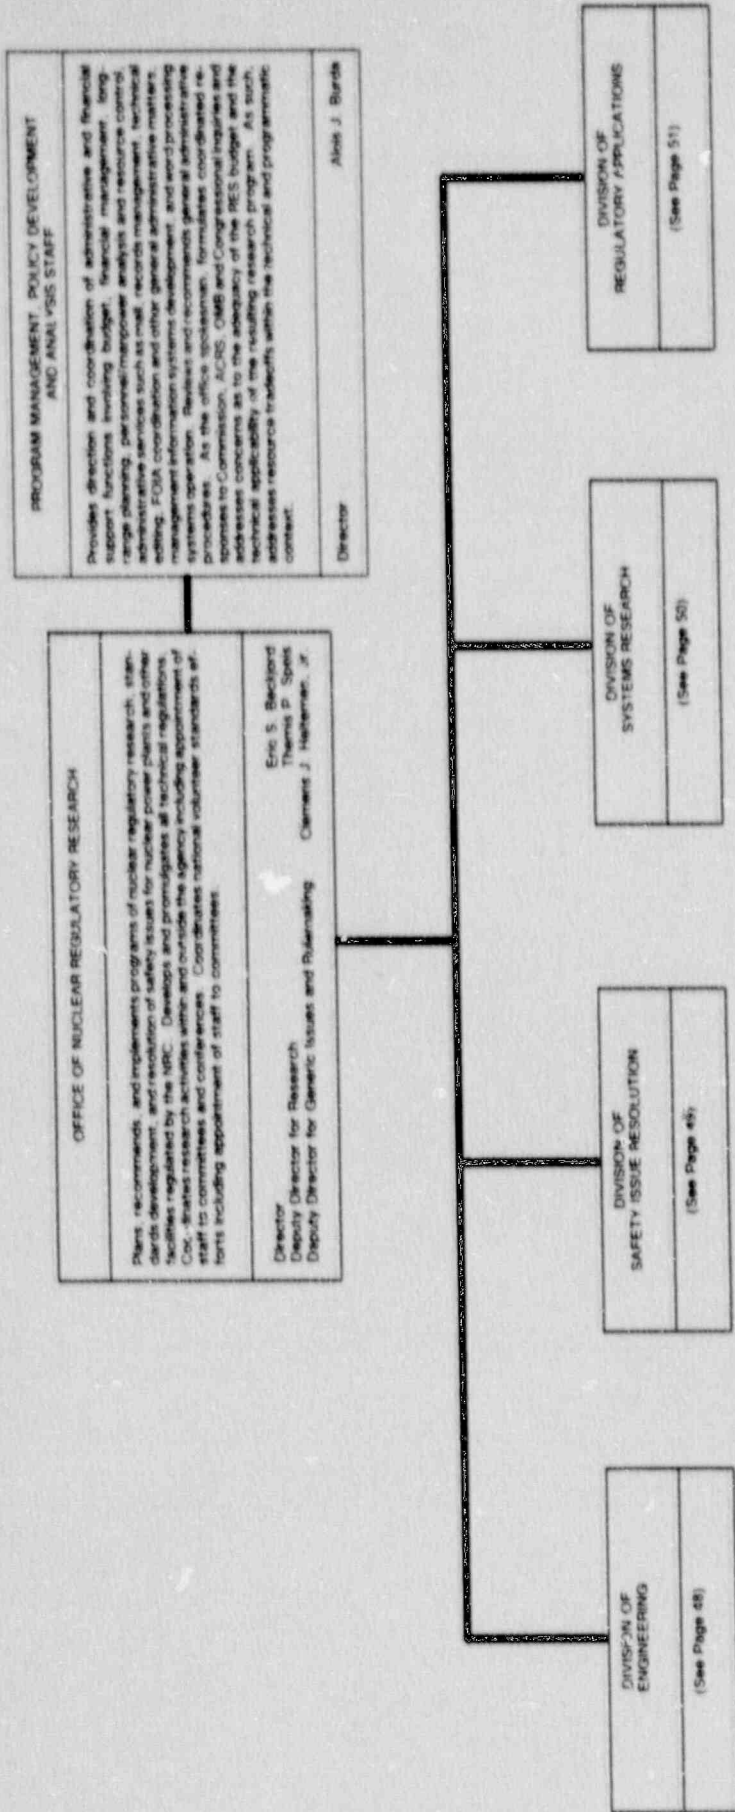 OFFICE OF NUCLEAR REGULATORY RESEARCH
Plans, recommends, and implements programs of nuclear regulatory research, stan-
dards development, and resolution of safety issues for nuclear power plants and other
facilities regulated by the NRC. Develops and promulgates all technical regulations.
Coo.dinates research activities within and outside the agency including appointment of
staff to committees and conferences. Coordinates national volunteer standards ef-
forts including appointment of staff to committees.
Director Eric S. Beckjord
Deputy Director for Research Themis P. Speis
Deputy Director for Generic Issues and Rulemaking Clemens J. Heltemes, Jr.
PROGRAM MANAGEMENT, POLICY DEVELOPMENT
AND ANALYSIS STAFF
Provides direction and coordination of administrative and financial
support functions involving budget, financial management, long-
range planning, personnel/manpower analysis and resource control,
administrative services such as mail, records management, technical
editing, FOIA coordination and other general administrative matters,
management information systems development, and word processing
systems operation. Reviews and recommends general administrative
procedures. As the office spokesman, formulates coordinated re-
sponses to Commission, ACRS, OMB and Congressional inquiries and
addresses concerns as to the adequacy of the RES budget and the
technical applicability of the resulting research program. As such,
addresses resource tradeoffs within the technical and programmatic
context.
Director Alois J. Burda
DIVISION OF
ENGINEERING
(See Page 48)
DIVISION OF
SAFETY ISSUE RESOLUTION
(See Page 49)
DIVISION OF
SYSTEMS RESEARCH
(See Page 50)
DIVISION OF
REGULATORY APPLICATIONS
(See Page 51)